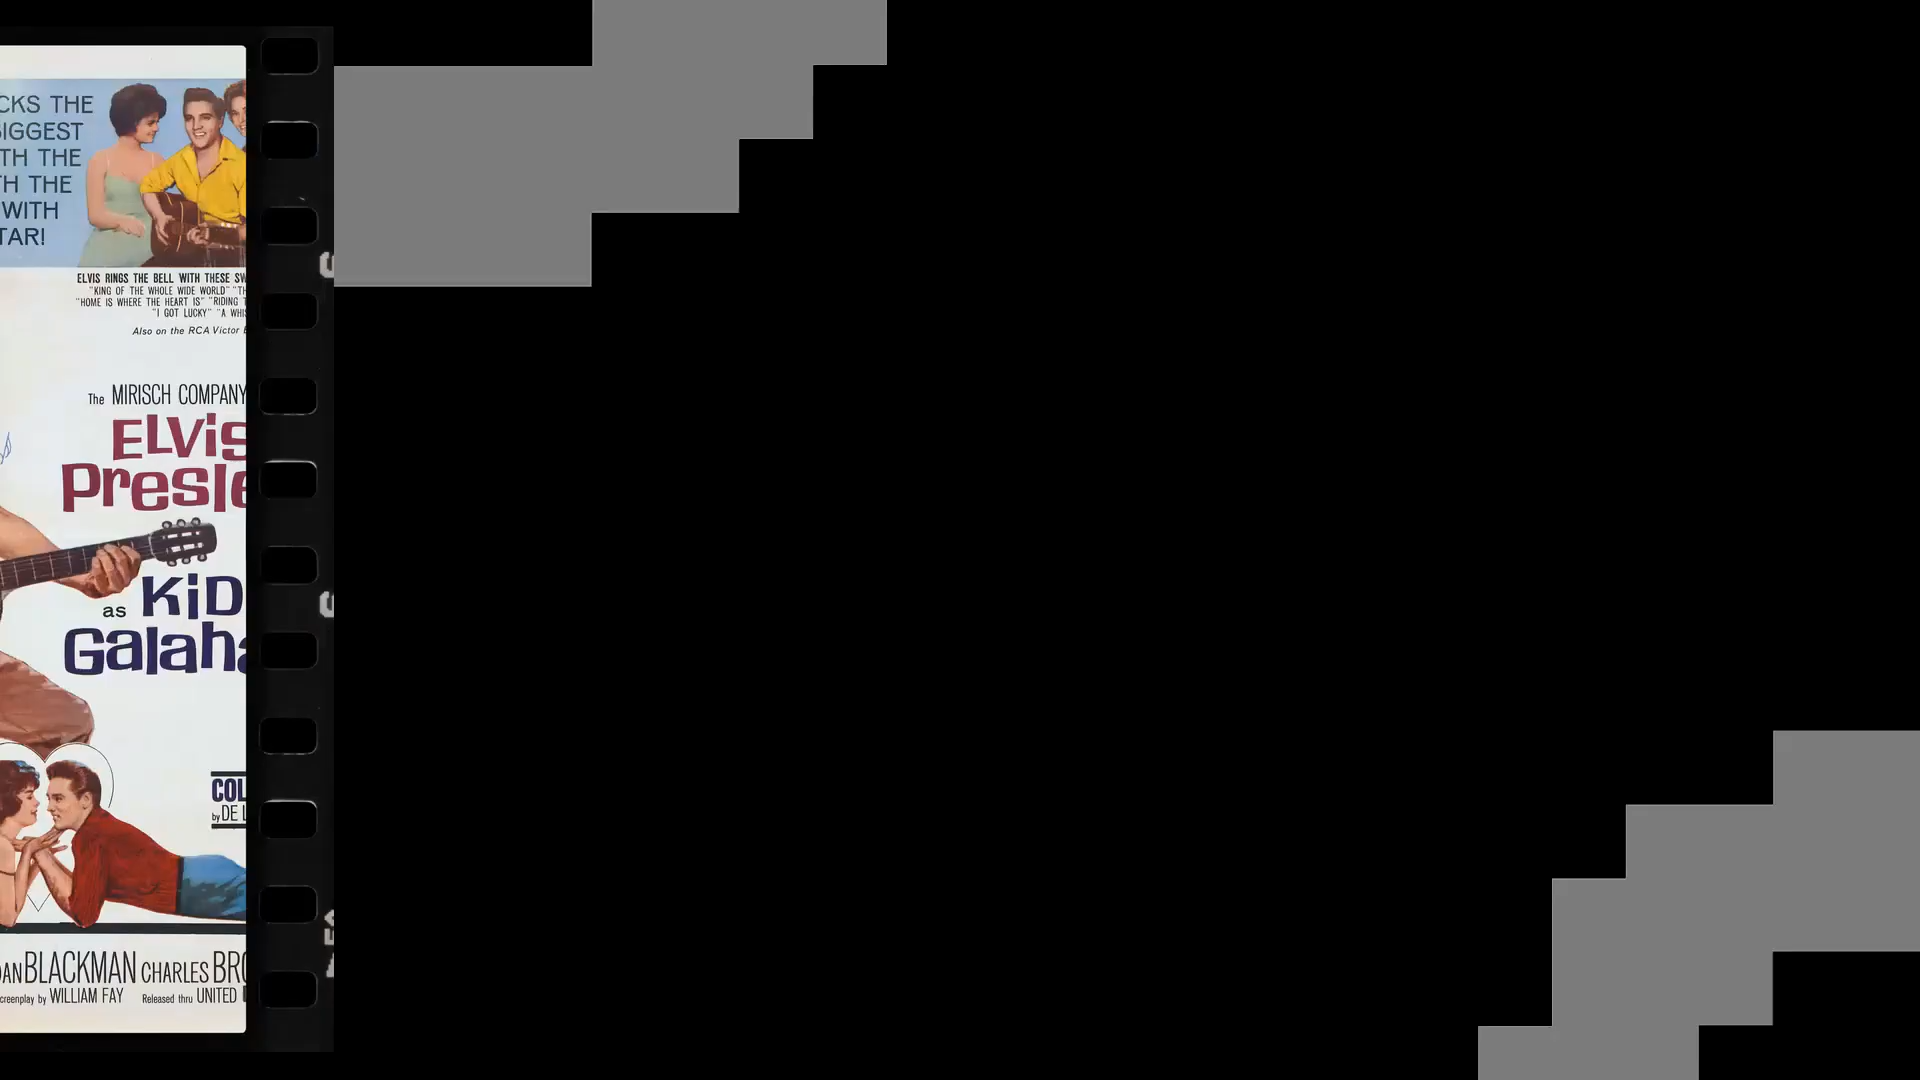 CKS THE
BIGGEST
TH THE
TH THE
WITH
TAR!
ELVIS RINGS THE BELL WITH THESE SW
"KING OF THE WHOLE WIDE WORLD" "TH
"HOME IS WHERE THE HEART IS" "RIDING T
"I GOT LUCKY" "A WHIS
Also on the RCA Victor E
The MIRISCH COMPANY
ELVIS
Presle
as KID
Galaha
COL
by DE L
DAN BLACKMAN CHARLES BRO
creenplay by WILLIAM FAY Released thru UNITED